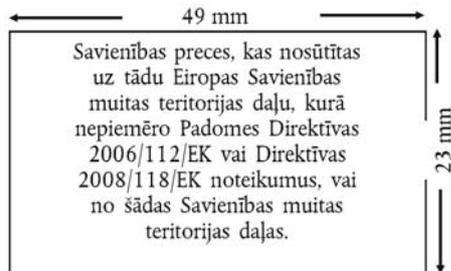 49 mm
Savienības preces, kas nosūtītas
uz tādu Eiropas Savienības
muitas teritorijas daļu, kurā
nepiemēro Padomes Direktīvas
2006/112/EK vai Direktīvas
2008/118/EK noteikumus, vai
no šādas Savienības muitas
teritorijas daļas.
23 mm